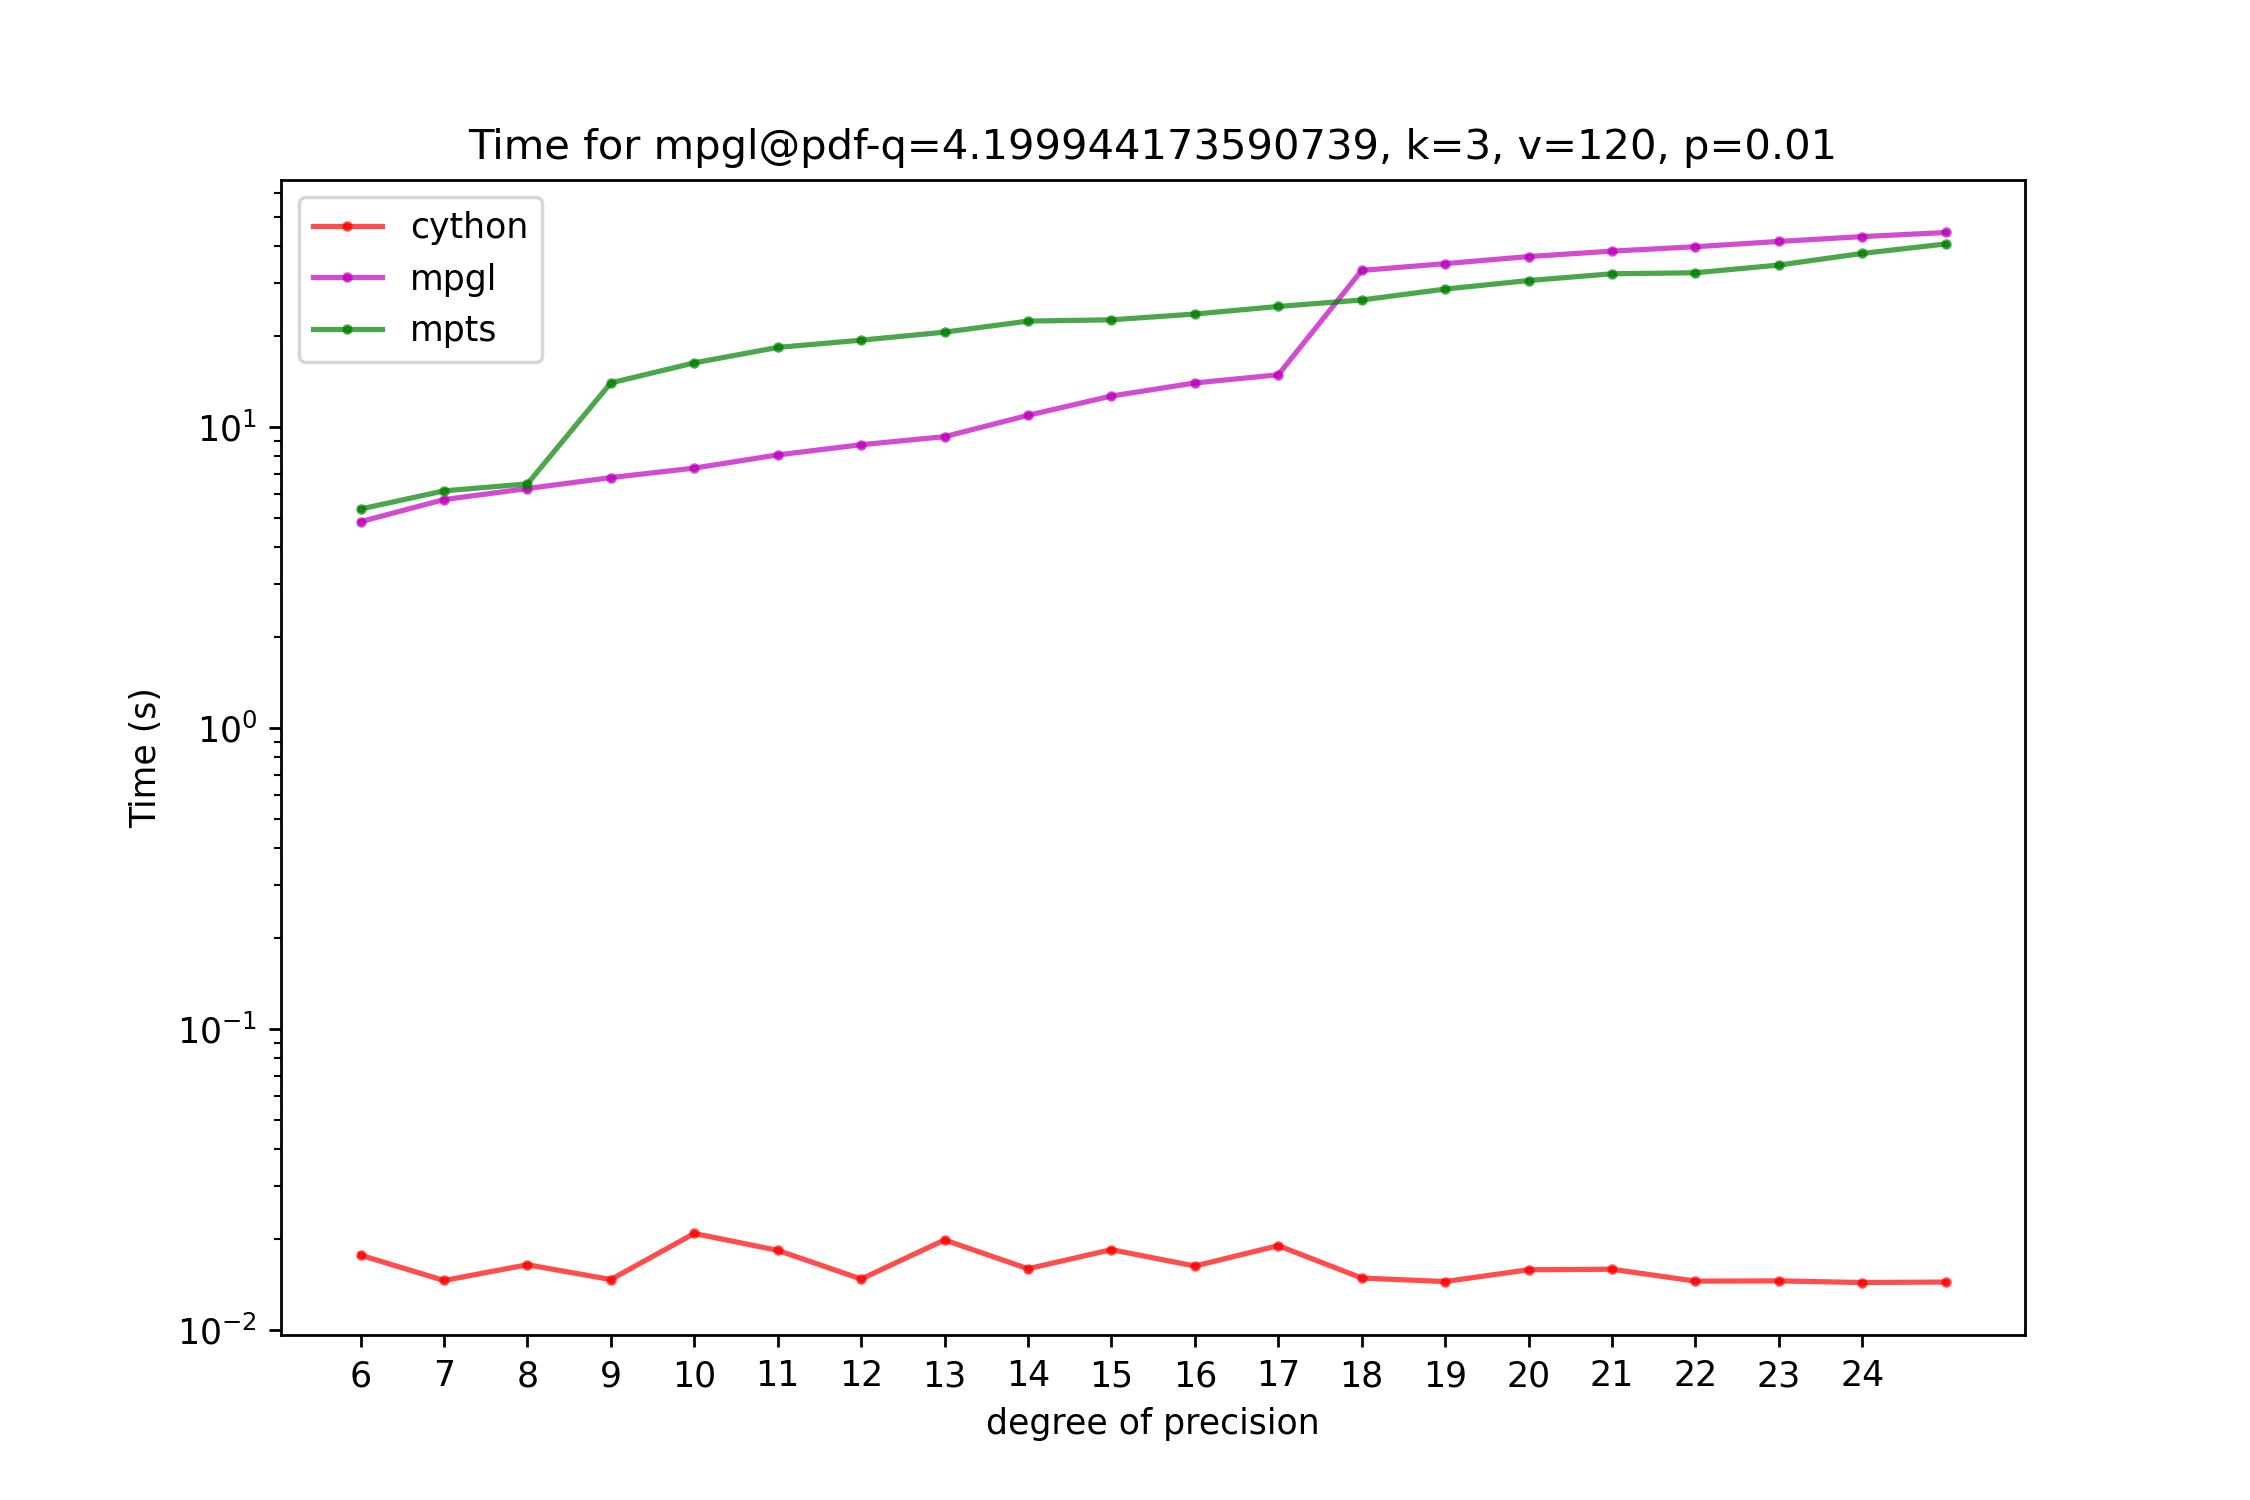 Time for mpgl@pdf-q=4.199944173590739, k=3, v=120, p=0.01
cython
mpgl
mpts
10¹
10⁰
10⁻¹
10⁻²
Time (s)
6 7 8 9 10 11 12 13 14 15 16 17 18 19 20 21 22 23 24
degree of precision